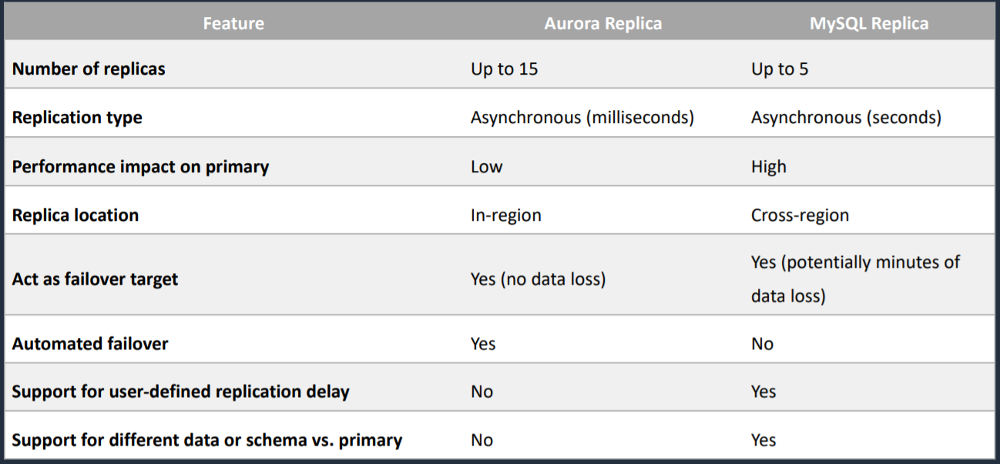 Feature Aurora Replica MySQL Replica
Number of replicas Up to 15 Up to 5
Replication type Asynchronous (milliseconds) Asynchronous (seconds)
Performance impact on primary Low High
Replica location In-region Cross-region
Act as failover target Yes (no data loss) Yes (potentially minutes of
data loss)
Automated failover Yes No
Support for user-defined replication delay No Yes
Support for different data or schema vs. primary No Yes